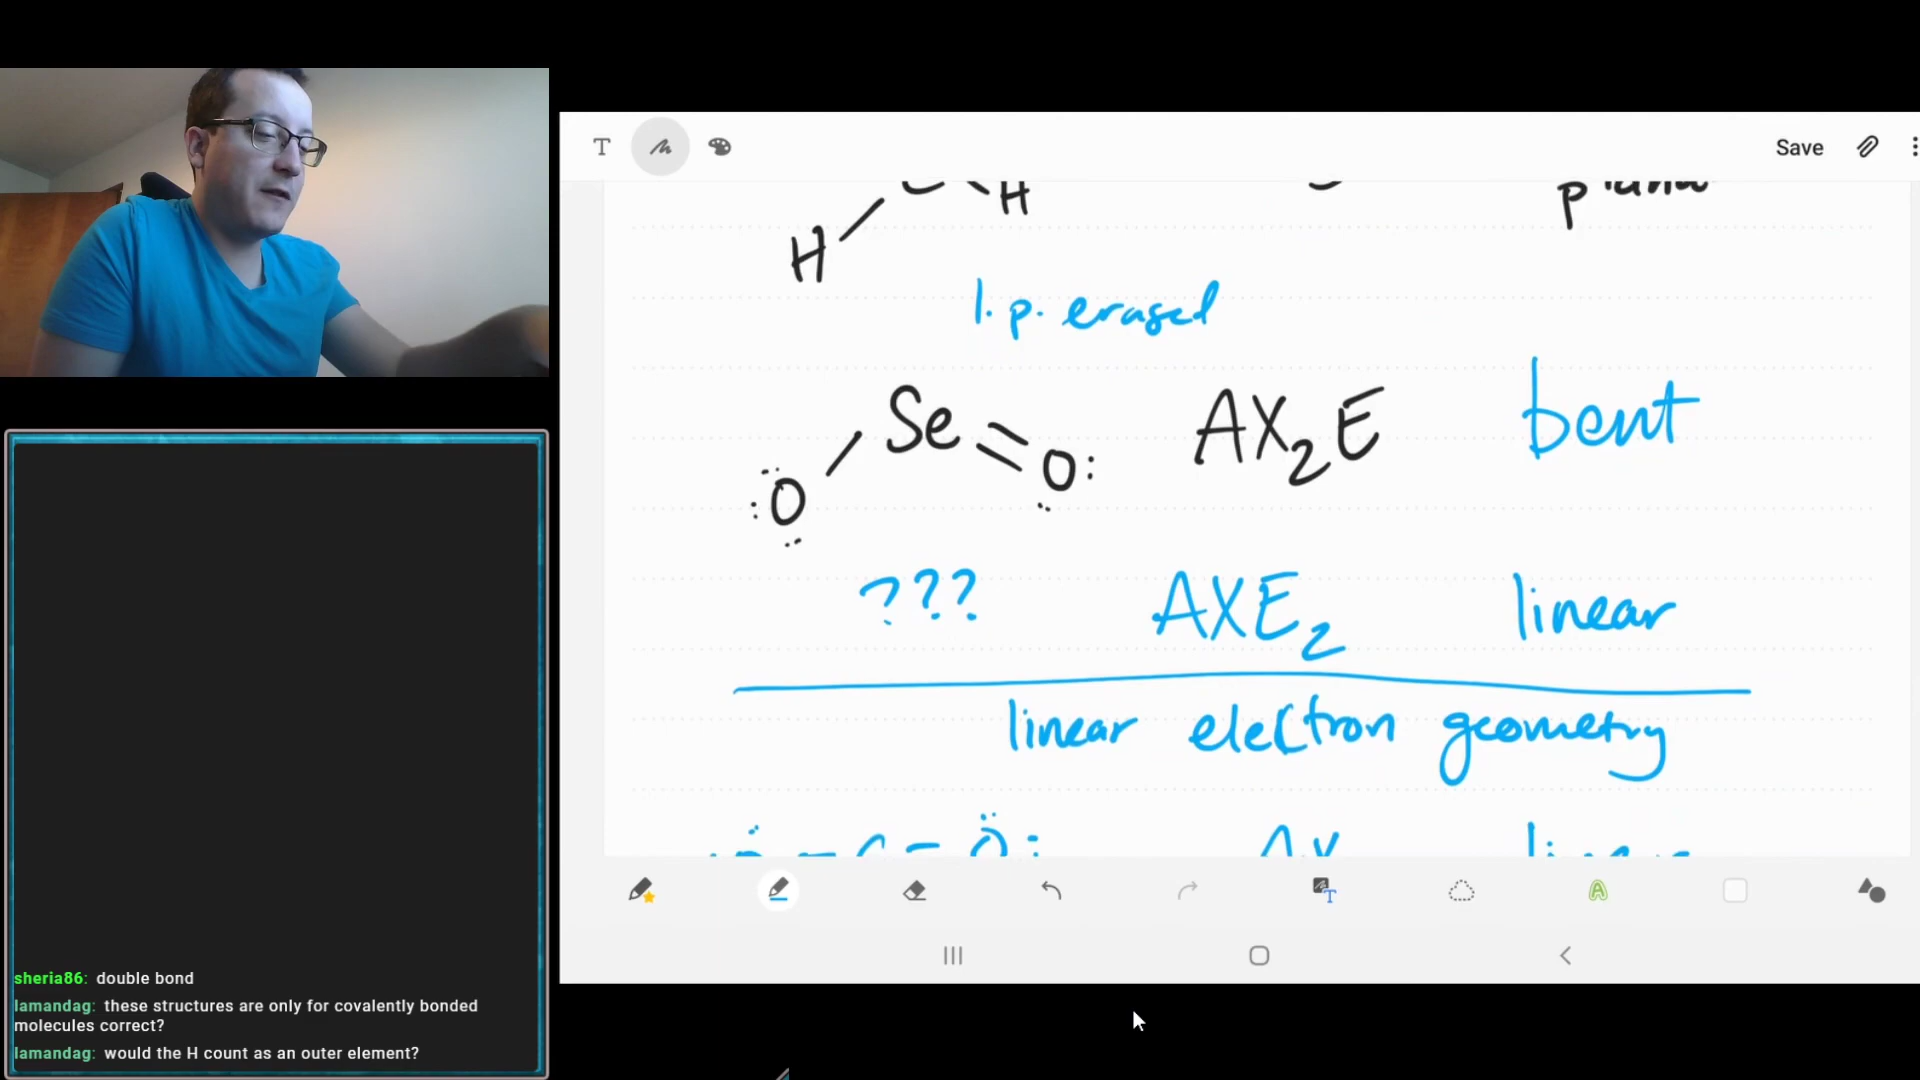 T Save
H
H
l.p. erased
Se
O
:O
O:
AX2E
bent
???
AXE2
linear
linear electron geometry
O:
AX
sheria86: double bond
lamandag: these structures are only for covalently bonded
molecules correct?
lamandag: would the H count as an outer element?